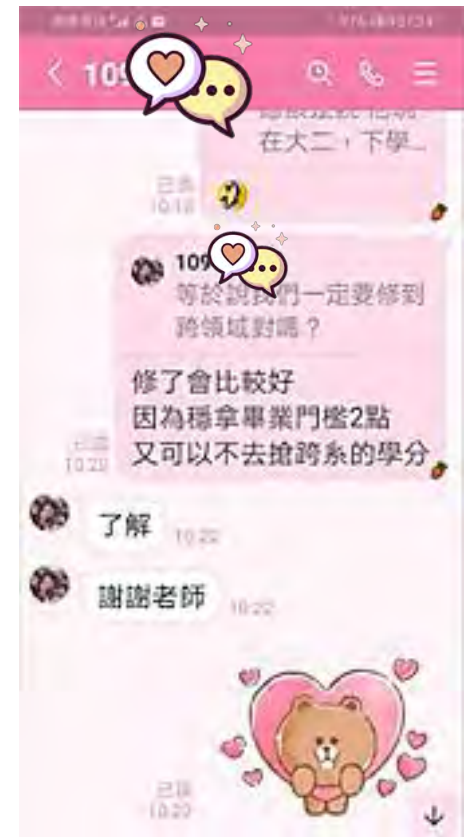 109
在大二，下學...
已讀
10:18
109
等於說我們一定要修到
跨領域對嗎？
修了會比較好
因為穩拿畢業門檻2點
又可以不去搶跨系的學分
已讀
10:20
了解
10:22
謝謝老師
10:22
已讀
10:22